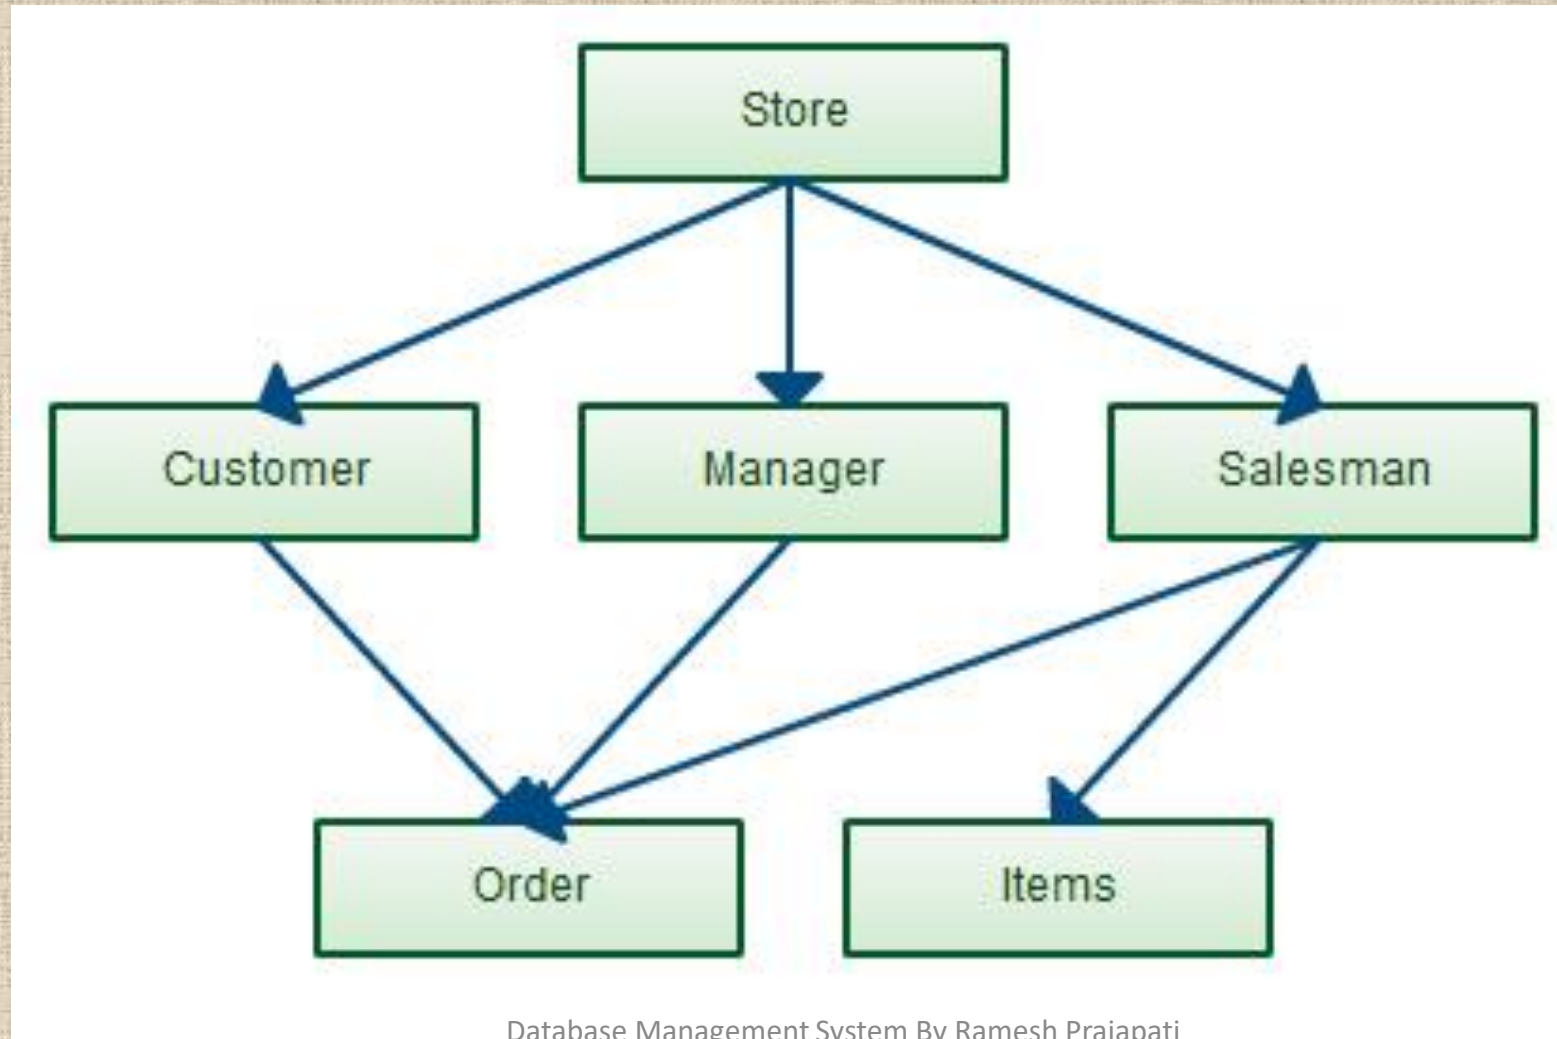 Store
Customer
Manager
Salesman
Order
Items
Database Management System By Ramesh Prajapati